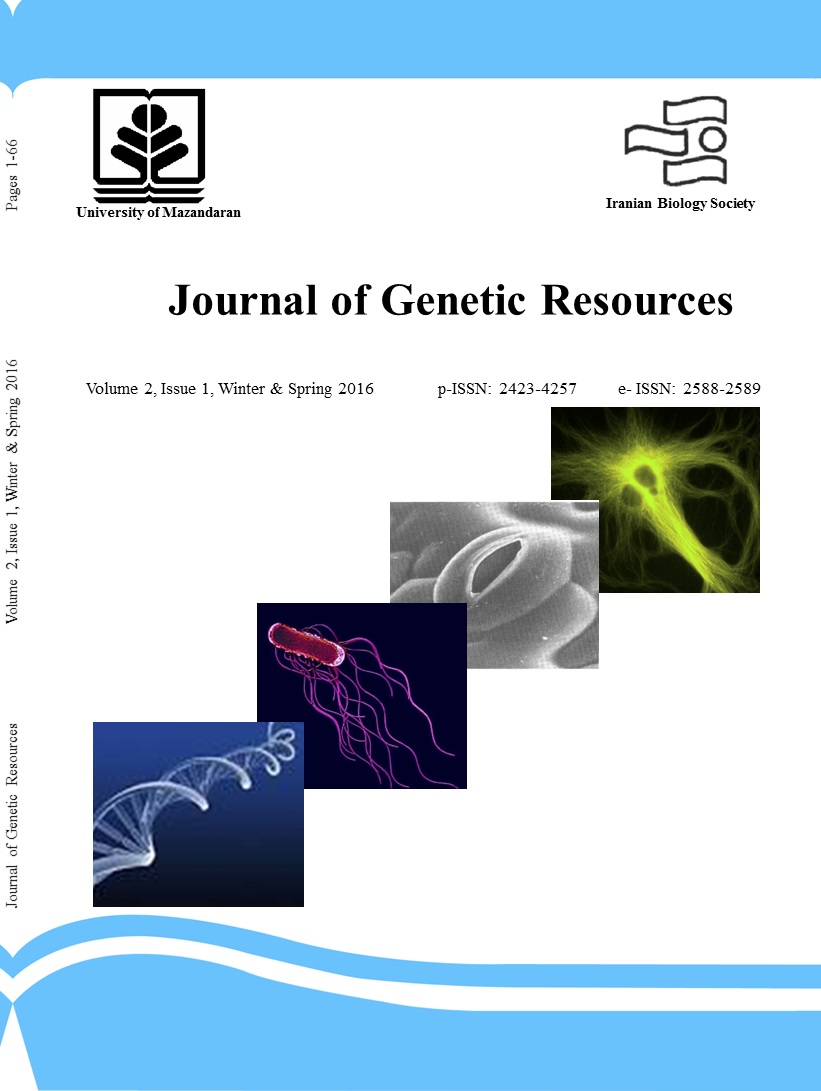 University of Mazandaran
Iranian Biology Society
Journal of Genetic Resources
Volume 2, Issue 1, Winter & Spring 2016 p-ISSN: 2423-4257 e- ISSN: 2588-2589
Pages 1-66
Volume 2, Issue 1, Winter & Spring 2016
Journal of Genetic Resources